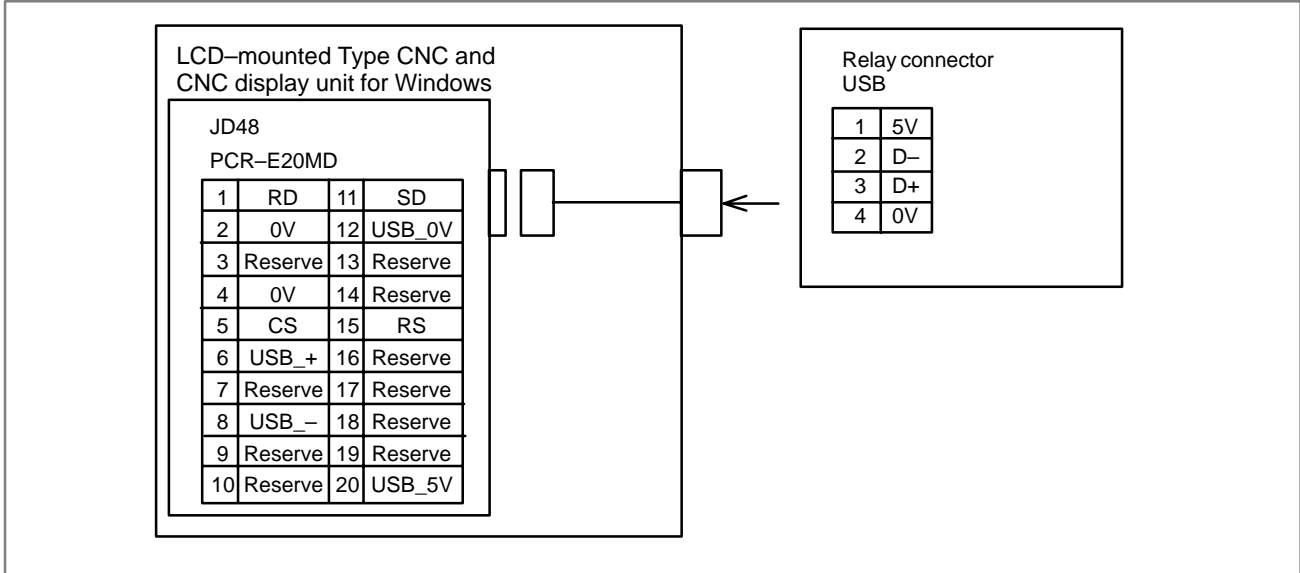 LCD–mounted Type CNC and
CNC display unit for Windows
JD48
PCR–E20MD
1 RD 11 SD
2 0V 12 USB_0V
3 Reserve 13 Reserve
4 0V 14 Reserve
5 CS 15 RS
6 USB_+ 16 Reserve
7 Reserve 17 Reserve
8 USB_– 18 Reserve
9 Reserve 19 Reserve
10 Reserve 20 USB_5V
Relay connector
USB
1 5V
2 D–
3 D+
4 0V